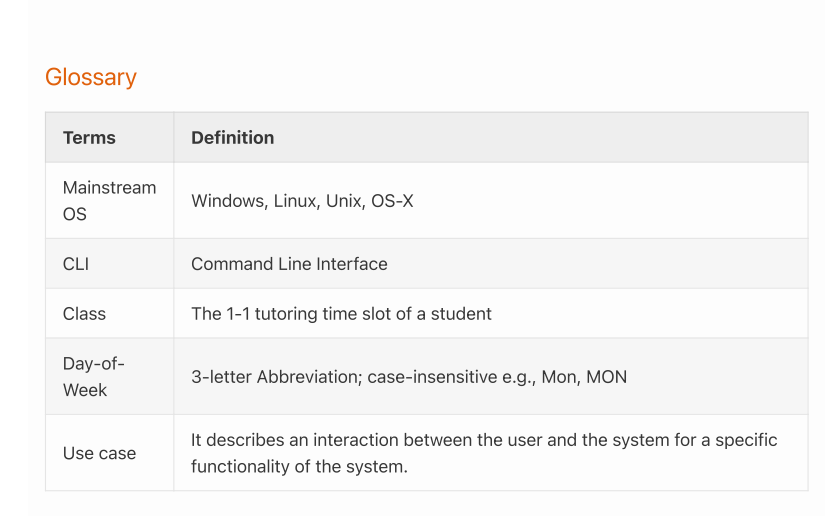 Glossary
Terms
Definition
Mainstream
OS
Windows, Linux, Unix, OS-X
CLI
Command Line Interface
Class
The 1-1 tutoring time slot of a student
Day-of-
Week
3-letter Abbreviation; case-insensitive e.g., Mon, MON
Use case
It describes an interaction between the user and the system for a specific
functionality of the system.